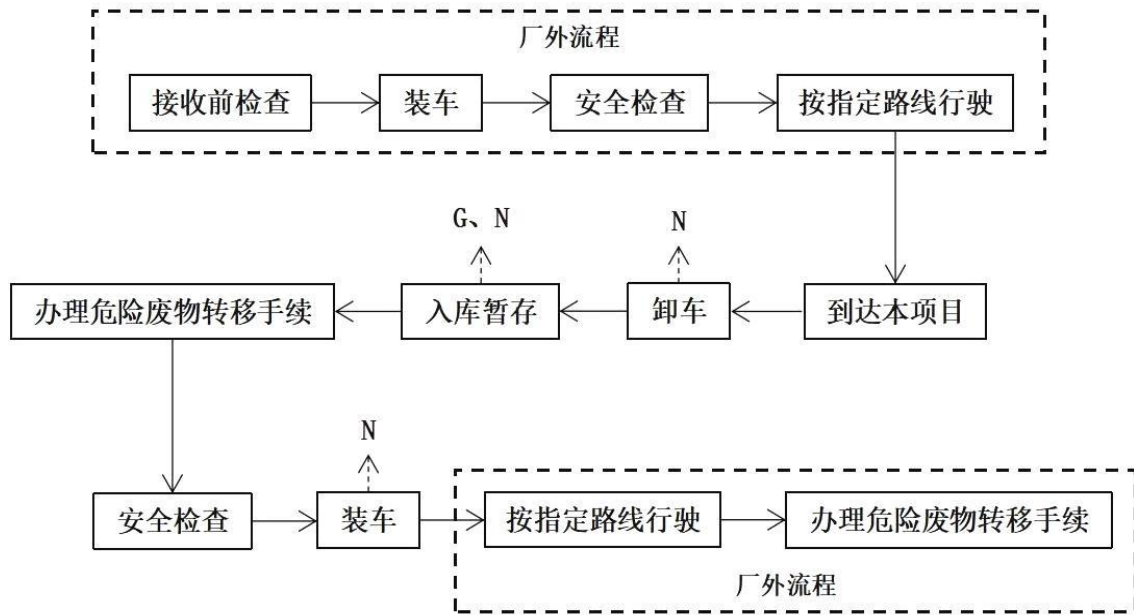 厂外流程
接收前检查
装车
安全检查
按指定路线行驶
G、N
N
办理危险废物转移手续
入库暂存
卸车
到达本项目
N
安全检查
装车
按指定路线行驶
办理危险废物转移手续
厂外流程